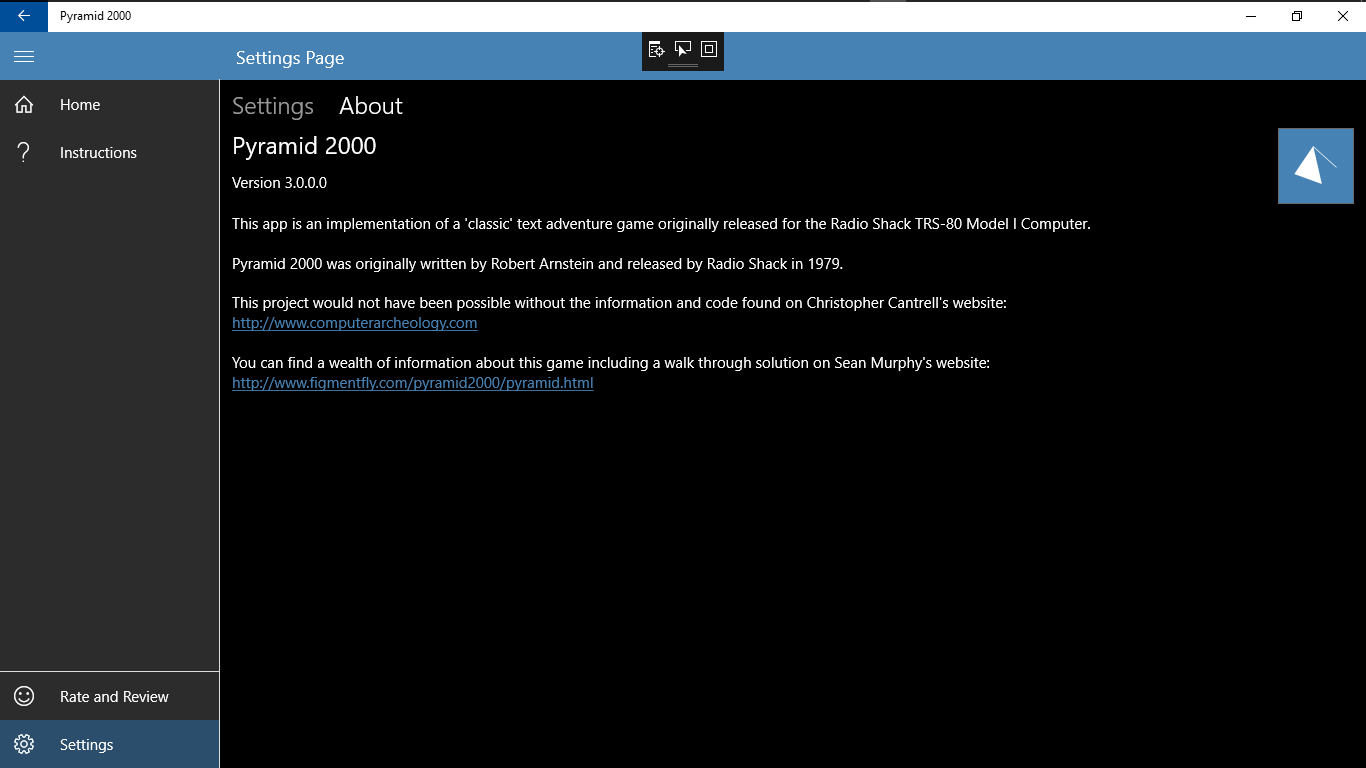 Pyramid 2000
Settings Page
Home
Instructions
Rate and Review
Settings
Settings About
Pyramid 2000
Version 3.0.0.0
This app is an implementation of a 'classic' text adventure game originally released for the Radio Shack TRS-80 Model I Computer.
Pyramid 2000 was originally written by Robert Arnstein and released by Radio Shack in 1979.
This project would not have been possible without the information and code found on Christopher Cantrell's website:
http://www.computerarcheology.com
You can find a wealth of information about this game including a walk through solution on Sean Murphy's website:
http://www.figmentfly.com/pyramid2000/pyramid.html